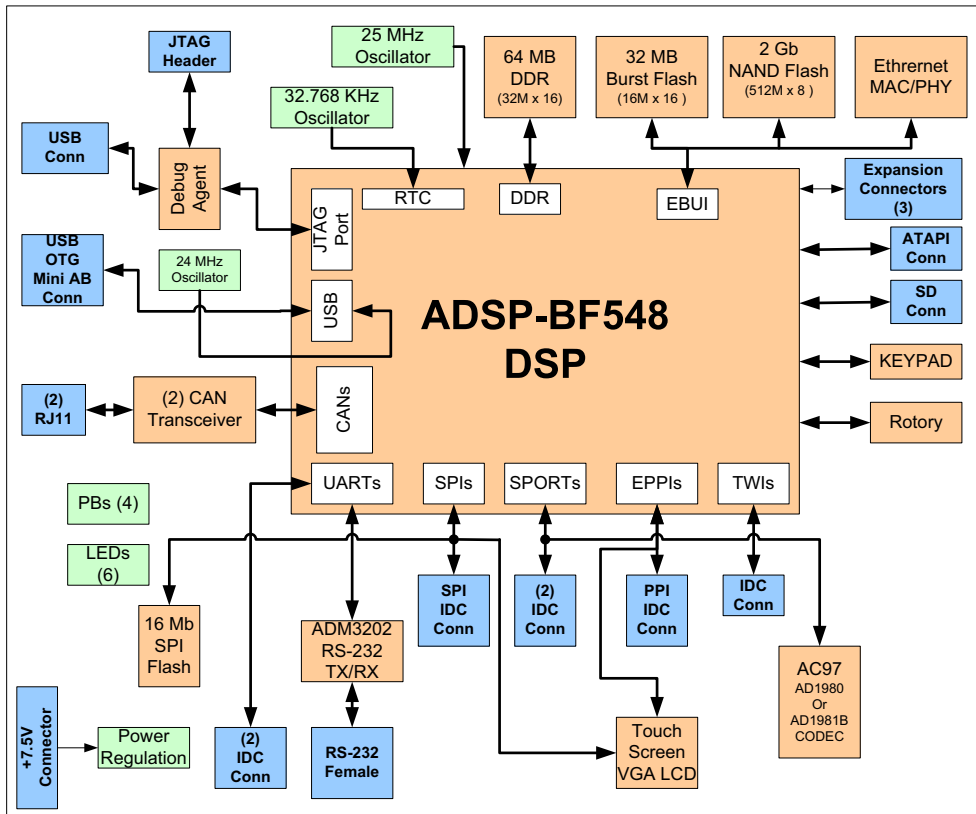 JTAG
Header
25 MHz
Oscillator
64 MB
DDR
(32M x 16)
32 MB
Burst Flash
(16M x 16 )
2 Gb
NAND Flash
(512M x 8 )
Ethrernet
MAC/PHY
32.768 KHz
Oscillator
USB
Conn
Debug
Agent
RTC
DDR
EBUI
Expansion
Connectors
(3)
JTAG
Port
USB
OTG
Mini AB
Conn
24 MHz
Oscillator
USB
ADSP-BF548
DSP
ATAPI
Conn
SD
Conn
KEYPAD
Rotory
(2)
RJ11
(2) CAN
Transceiver
CANs
UARTs
SPIs
SPORTs
EPPIs
TWIs
PBs (4)
LEDs
(6)
16 Mb
SPI
Flash
ADM3202
RS-232
TX/RX
SPI
IDC
Conn
(2)
IDC
Conn
PPI
IDC
Conn
IDC
Conn
AC97
AD1980
Or
AD1981B
CODEC
+7.5V
Connector
Power
Regulation
(2)
IDC
Conn
RS-232
Female
Touch
Screen
VGA LCD